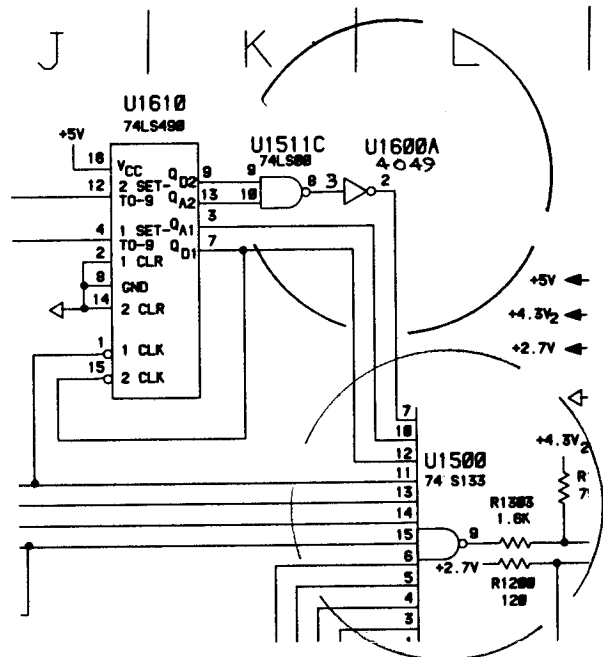 J K L
U1610
74LS490
+5V
16 VCC
12 2 SET-
TO-9
QD2 9
QA2 13
QA1 3
4 1 SET-
TO-9
QD1 7
2 1 CLR
8 GND
14 2 CLR
1 1 CLK
15 2 CLK
U1511C
74LS00
9
10
8
U1600A
4049
3
2
+5V
+4.3V2
+2.7V
7
10
12
11
13
14
15
6
5
4
3
U1500
74 S133
9
+4.3V2
R1303
1.6K
+2.7V
R1200
120
R
7